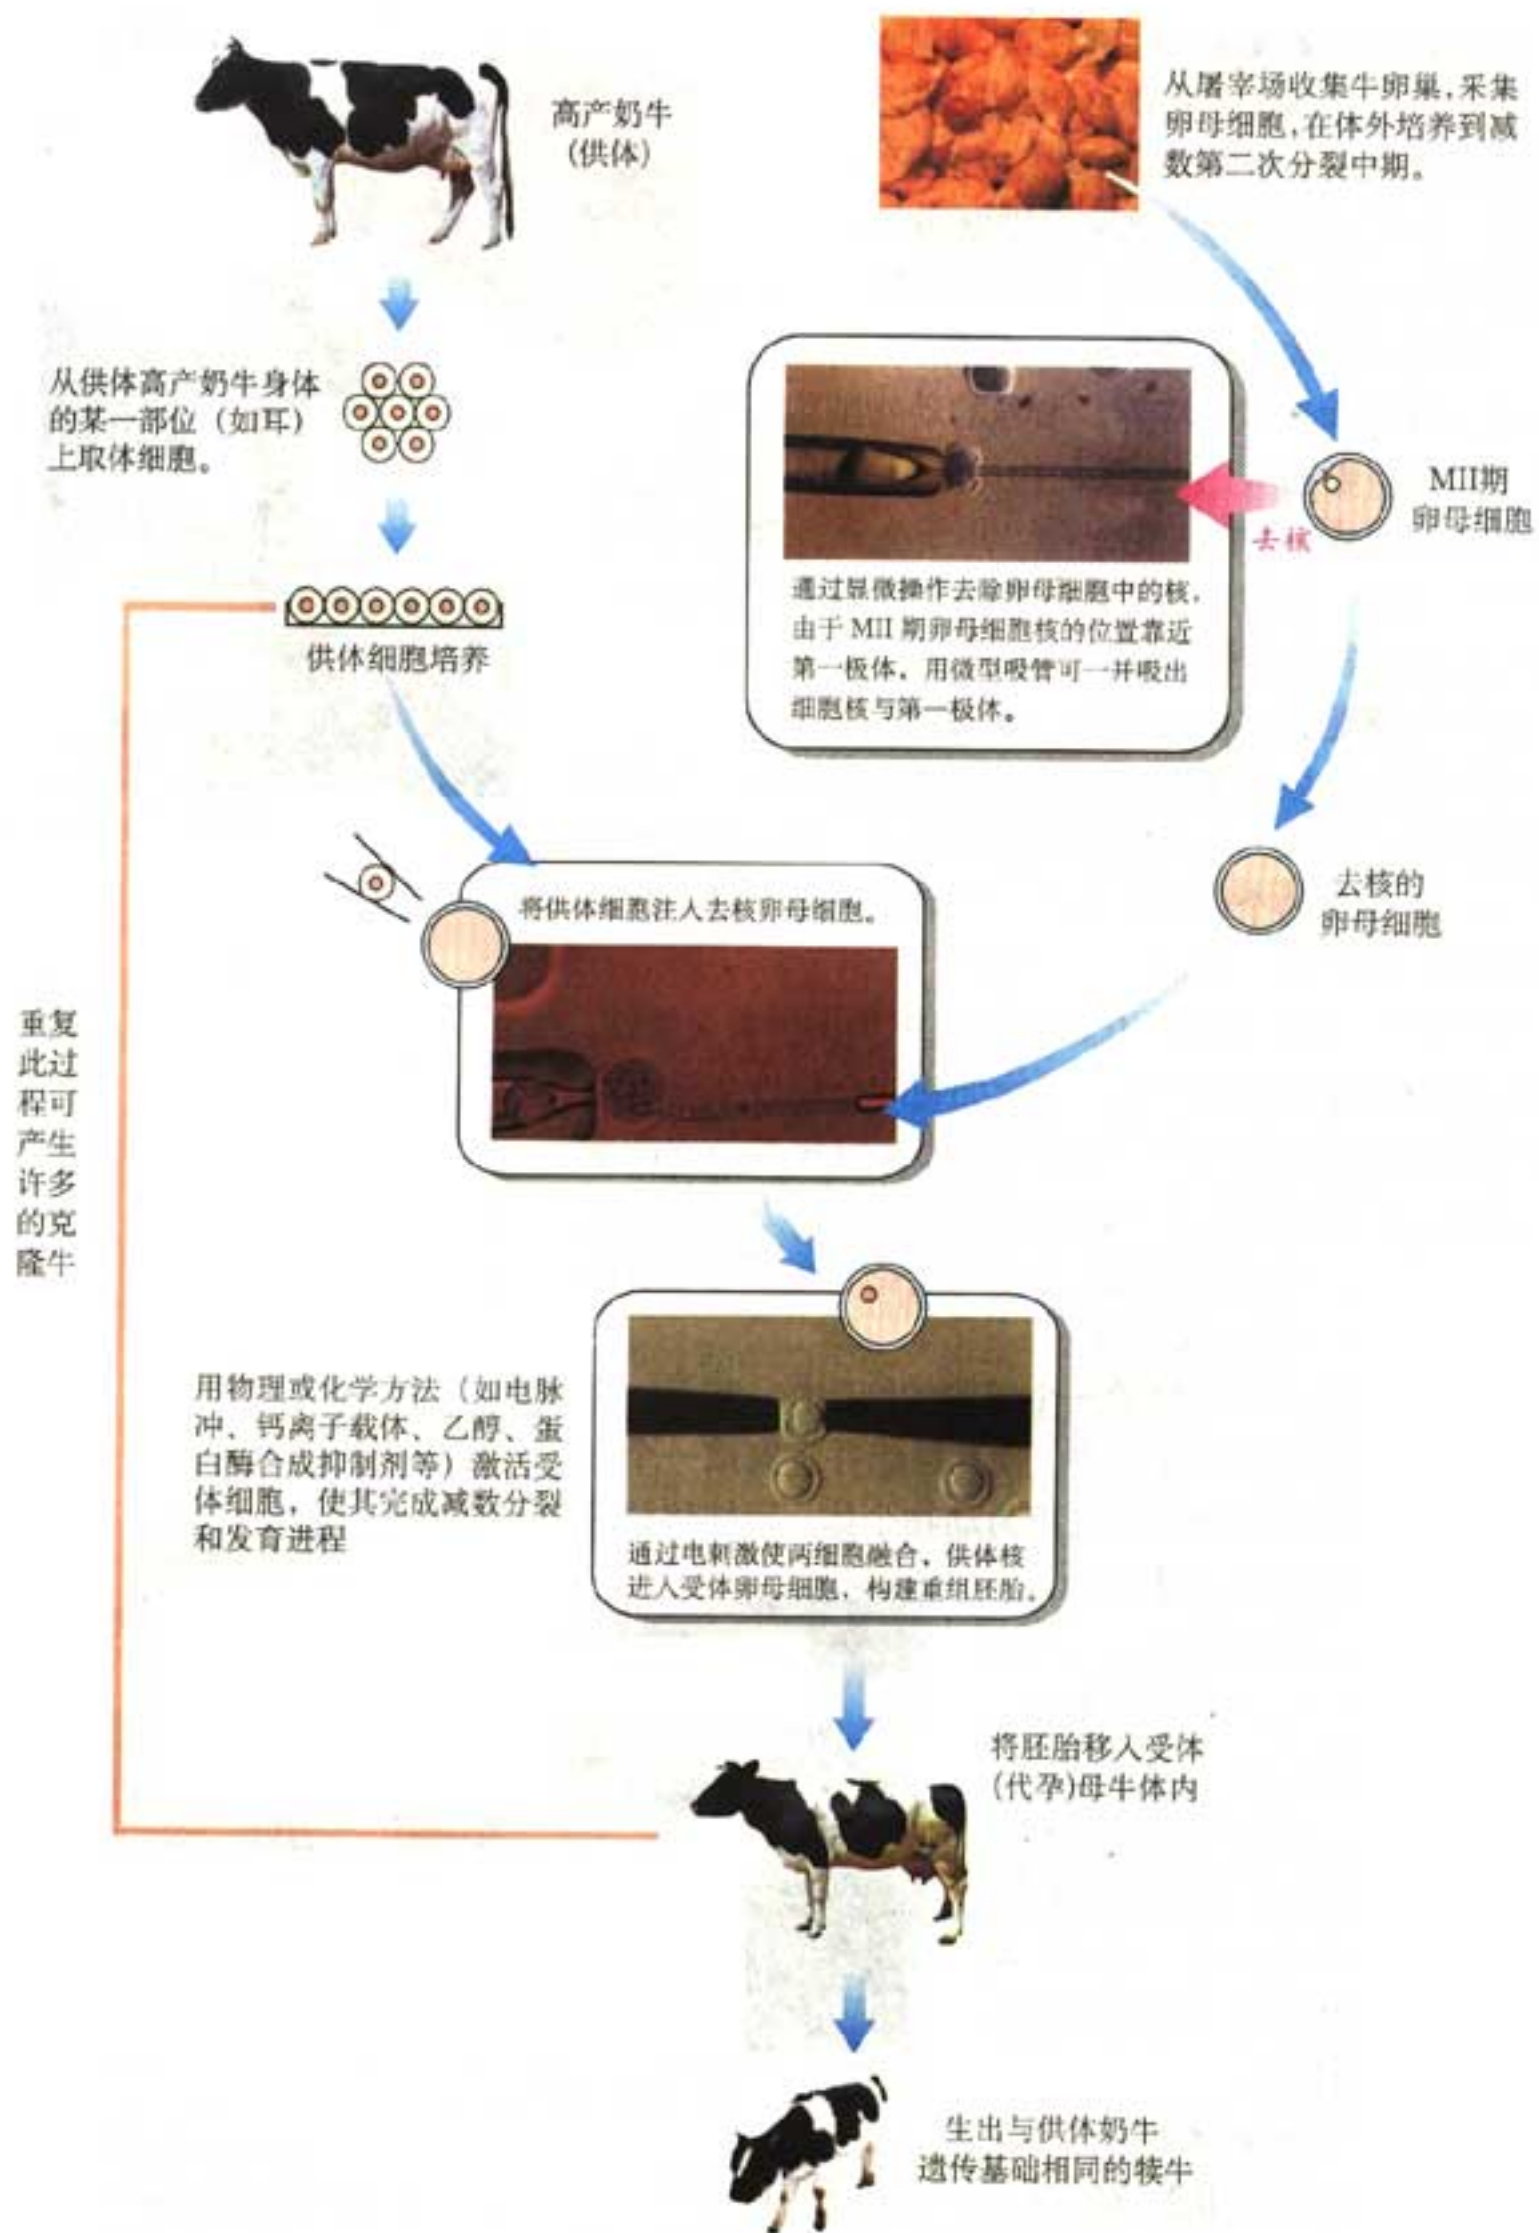 高产奶牛
(供体)
从屠宰场收集牛卵巢,采集
卵母细胞,在体外培养到减
数第二次分裂中期。
从供体高产奶牛身体
的某一部位（如耳）
上取体细胞。
供体细胞培养
MII期
卵母细胞
去核
通过显微操作去除卵母细胞中的核，
由于 MII 期卵母细胞核的位置靠近
第一极体，用微型吸管可一并吸出
细胞核与第一极体。
去核的
卵母细胞
将供体细胞注入去核卵母细胞。
重复
此过
程可
产生
许多
的克
隆牛
用物理或化学方法（如电脉
冲、钙离子载体、乙醇、蛋
白酶合成抑制剂等）激活受
体细胞，使其完成减数分裂
和发育进程
通过电刺激使两细胞融合，供体核
进入受体卵母细胞，构建重组胚胎。
将胚胎移入受体
(代孕)母牛体内
生出与供体奶牛
遗传基础相同的犊牛